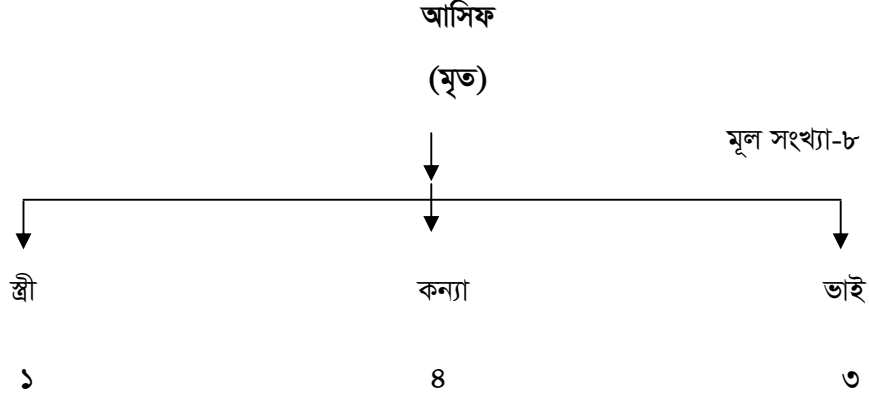 আসিফ
(মৃত)
মূল সংখ্যা-৮
স্ত্রী কন্যা ভাই
১ ৪ ৩